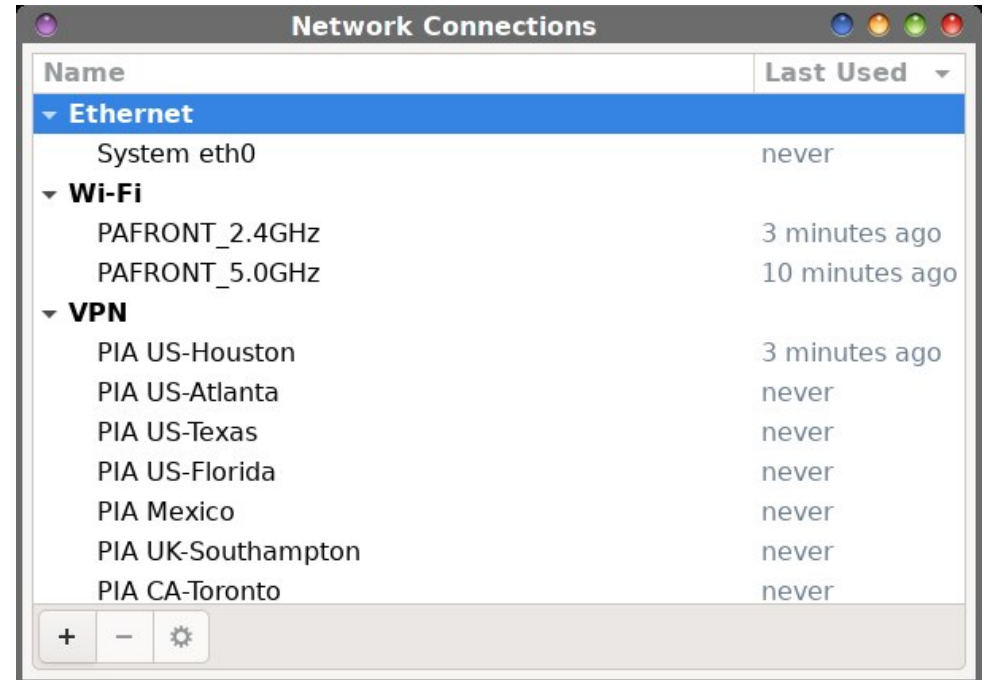 Network Connections
Name Last Used
Ethernet
System eth0 never
Wi-Fi
PAFRONT_2.4GHz 3 minutes ago
PAFRONT_5.0GHz 10 minutes ago
VPN
PIA US-Houston 3 minutes ago
PIA US-Atlanta never
PIA US-Texas never
PIA US-Florida never
PIA Mexico never
PIA UK-Southampton never
PIA CA-Toronto never